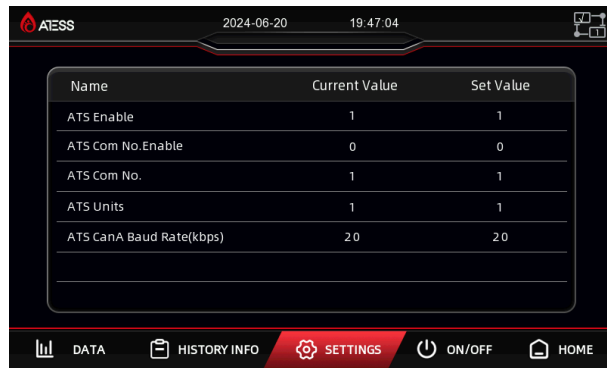 ATESS 2024-06-20 19:47:04
1
Name Current Value Set Value
ATS Enable 1 1
ATS Com No.Enable 0 0
ATS Com No. 1 1
ATS Units 1 1
ATS CanA Baud Rate(kbps) 20 20
DATA HISTORY INFO SETTINGS ON/OFF HOME